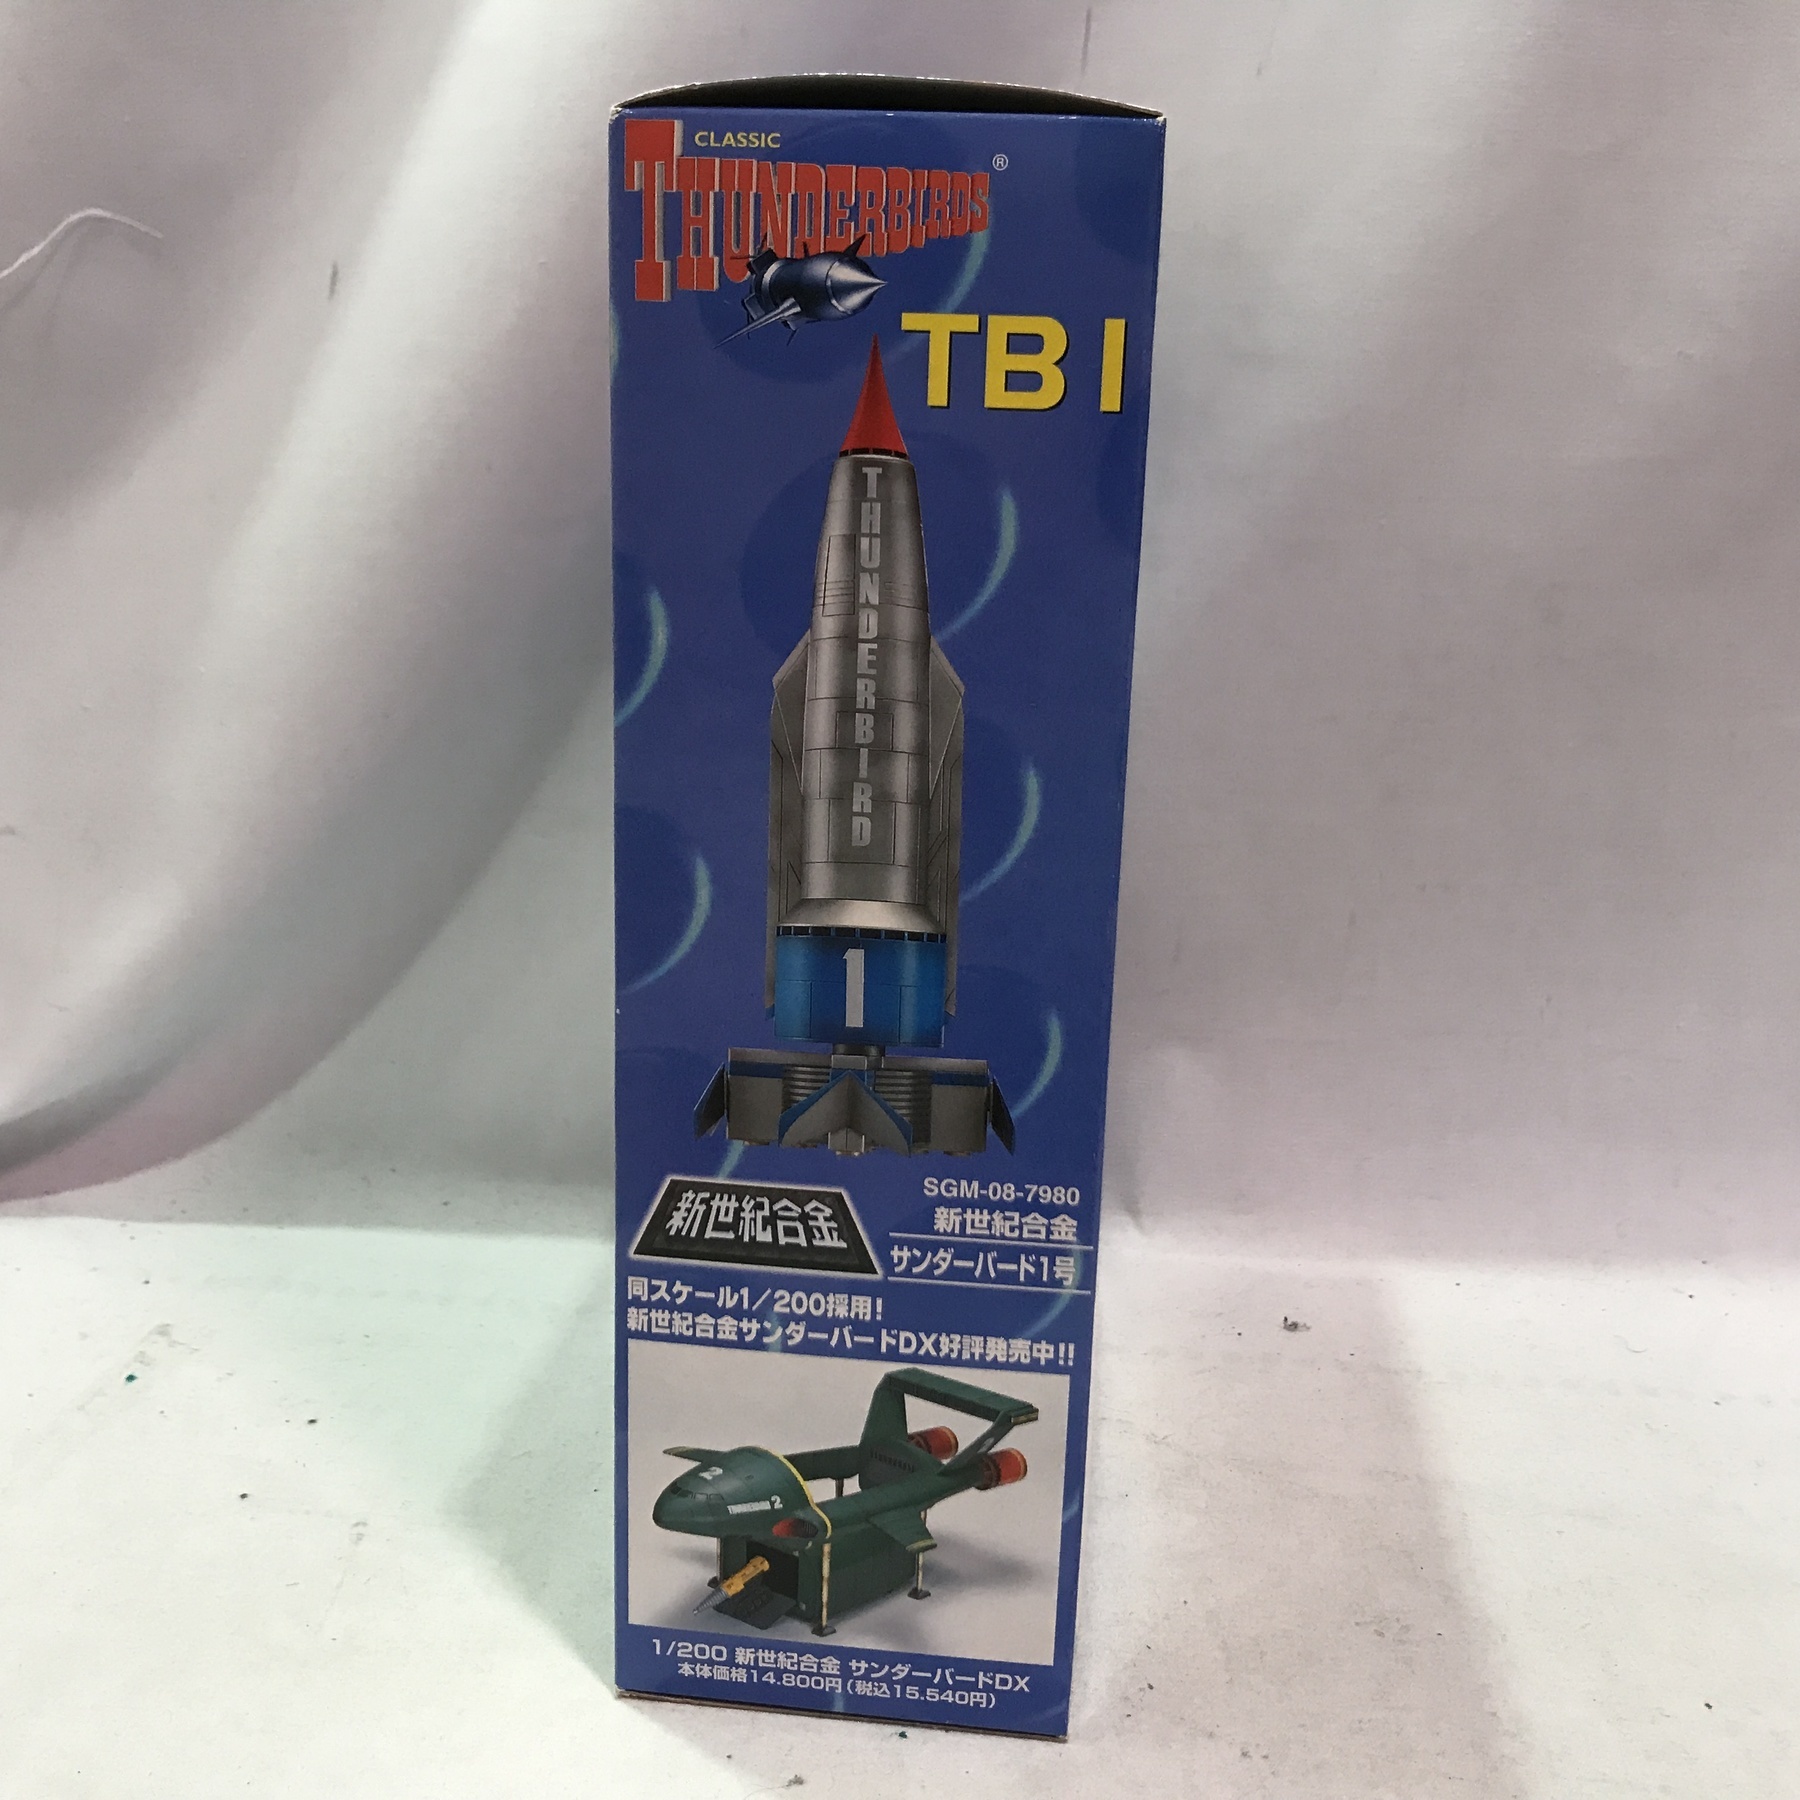 CLASSIC
THUNDERBIRDS®
TB1
THUNDERBIRD
1
新世紀合金
SGM-08-7980
新世紀合金
サンダーバード1号
同スケール1/200採用!
新世紀合金サンダーバードDX好評発売中!!
2
THUNDERBIRD 2
1/200 新世紀合金 サンダーバードDX
本体価格14.800円(税込15.540円)